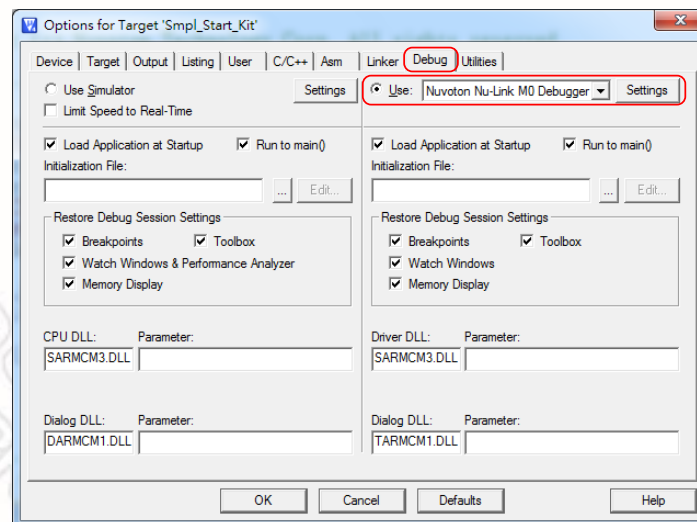 Options for Target 'Smpl_Start_Kit'
Device Target Output Listing User C/C++ Asm Linker Debug Utilities
Use Simulator Settings
Limit Speed to Real-Time
Use: Nuvoton Nu-Link M0 Debugger Settings
Load Application at Startup Run to main()
Initialization File:
... Edit...
Restore Debug Session Settings
Breakpoints Toolbox
Watch Windows & Performance Analyzer
Memory Display
Load Application at Startup Run to main()
Initialization File:
... Edit...
Restore Debug Session Settings
Breakpoints Toolbox
Watch Windows
Memory Display
CPU DLL: Parameter:
SARMCM3.DLL
Driver DLL: Parameter:
SARMCM3.DLL
Dialog DLL: Parameter:
DARMCM1.DLL
Dialog DLL: Parameter:
TARMCM1.DLL
OK Cancel Defaults Help